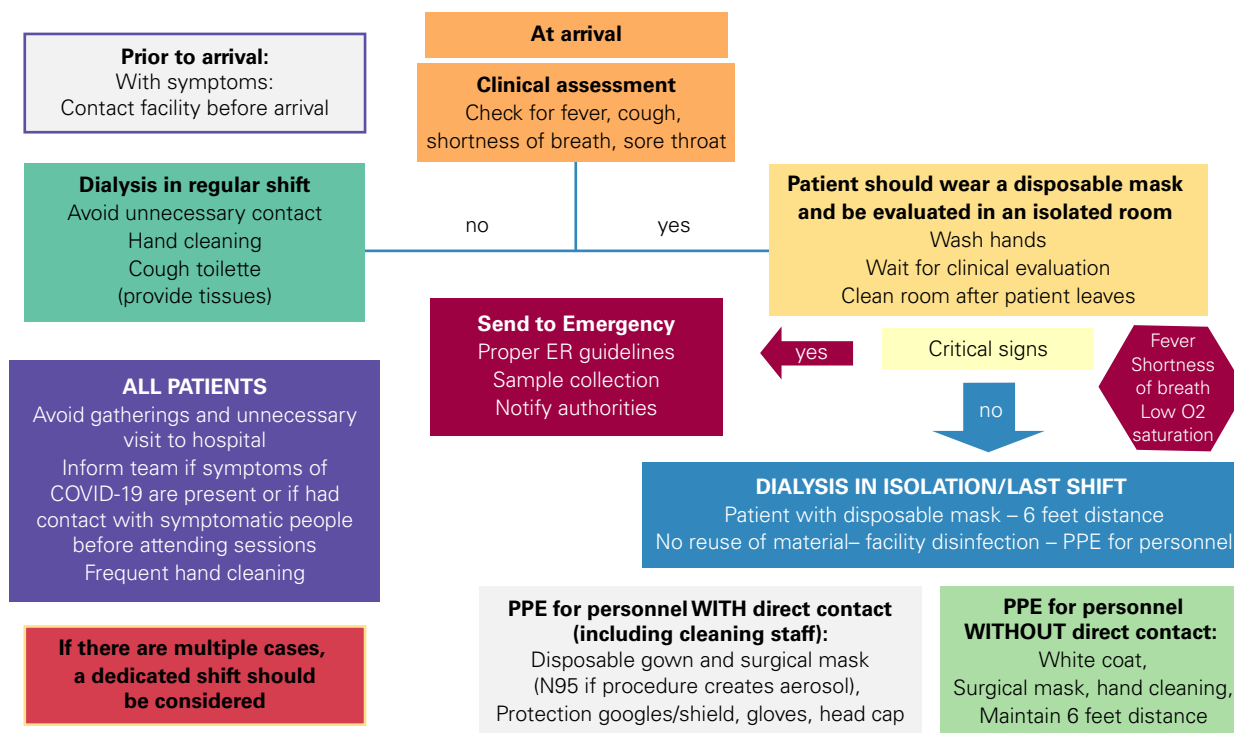 Prior to arrival:
With symptoms:
Contact facility before arrival
At arrival
Clinical assessment
Check for fever, cough,
shortness of breath, sore throat
Dialysis in regular shift
Avoid unnecessary contact
Hand cleaning
Cough toilette
(provide tissues)
no
yes
Patient should wear a disposable mask
and be evaluated in an isolated room
Wash hands
Wait for clinical evaluation
Clean room after patient leaves
Send to Emergency
Proper ER guidelines
Sample collection
Notify authorities
yes
Critical signs
Fever
Shortness
of breath
Low O2
saturation
no
ALL PATIENTS
Avoid gatherings and unnecessary
visit to hospital
Inform team if symptoms of
COVID-19 are present or if had
contact with symptomatic people
before attending sessions
Frequent hand cleaning
DIALYSIS IN ISOLATION/LAST SHIFT
Patient with disposable mask – 6 feet distance
No reuse of material– facility disinfection – PPE for personnel
If there are multiple cases,
a dedicated shift should
be considered
PPE for personnel WITH direct contact
(including cleaning staff):
Disposable gown and surgical mask
(N95 if procedure creates aerosol),
Protection googles/shield, gloves, head cap
PPE for personnel
WITHOUT direct contact:
White coat,
Surgical mask, hand cleaning,
Maintain 6 feet distance